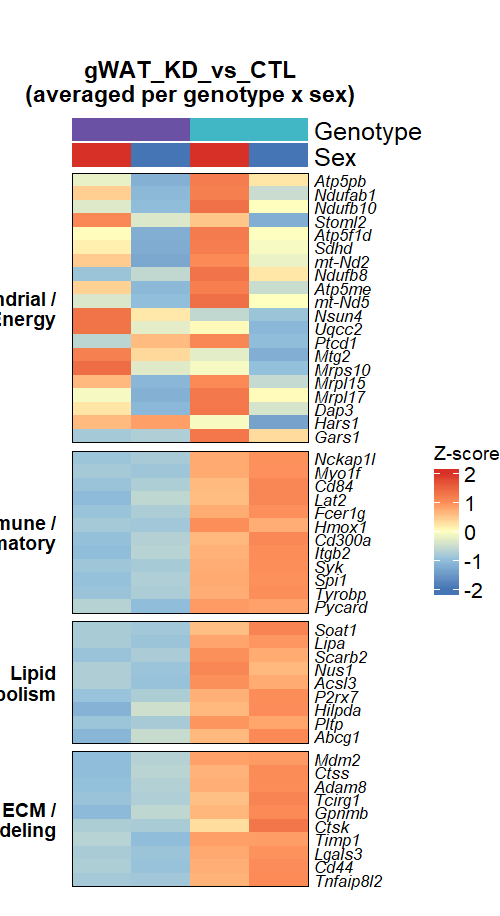 gWAT_KD_vs_CTL
(averaged per genotype x sex)
Genotype
Sex
ndrial /
Energy
Atp5pb
Ndufab1
Ndufb10
Stoml2
Atp5f1d
Sdhd
mt-Nd2
Ndufb8
Atp5me
mt-Nd5
Nsun4
Uqcc2
Ptcd1
Mtg2
Mrps10
Mrpl15
Mrpl17
Dap3
Hars1
Gars1
mune /
matory
Nckap1l
Myo1f
Cd84
Lat2
Fcer1g
Hmox1
Cd300a
Itgb2
Syk
Spi1
Tyrobp
Pycard
Lipid
bolism
Soat1
Lipa
Scarb2
Nus1
Acsl3
P2rx7
Hilpda
Pltp
Abcg1
ECM /
deling
Mdm2
Ctss
Adam8
Tcirg1
Gpnmb
Ctsk
Timp1
Lgals3
Cd44
Tnfaip8l2
Z-score
2
1
0
-1
-2